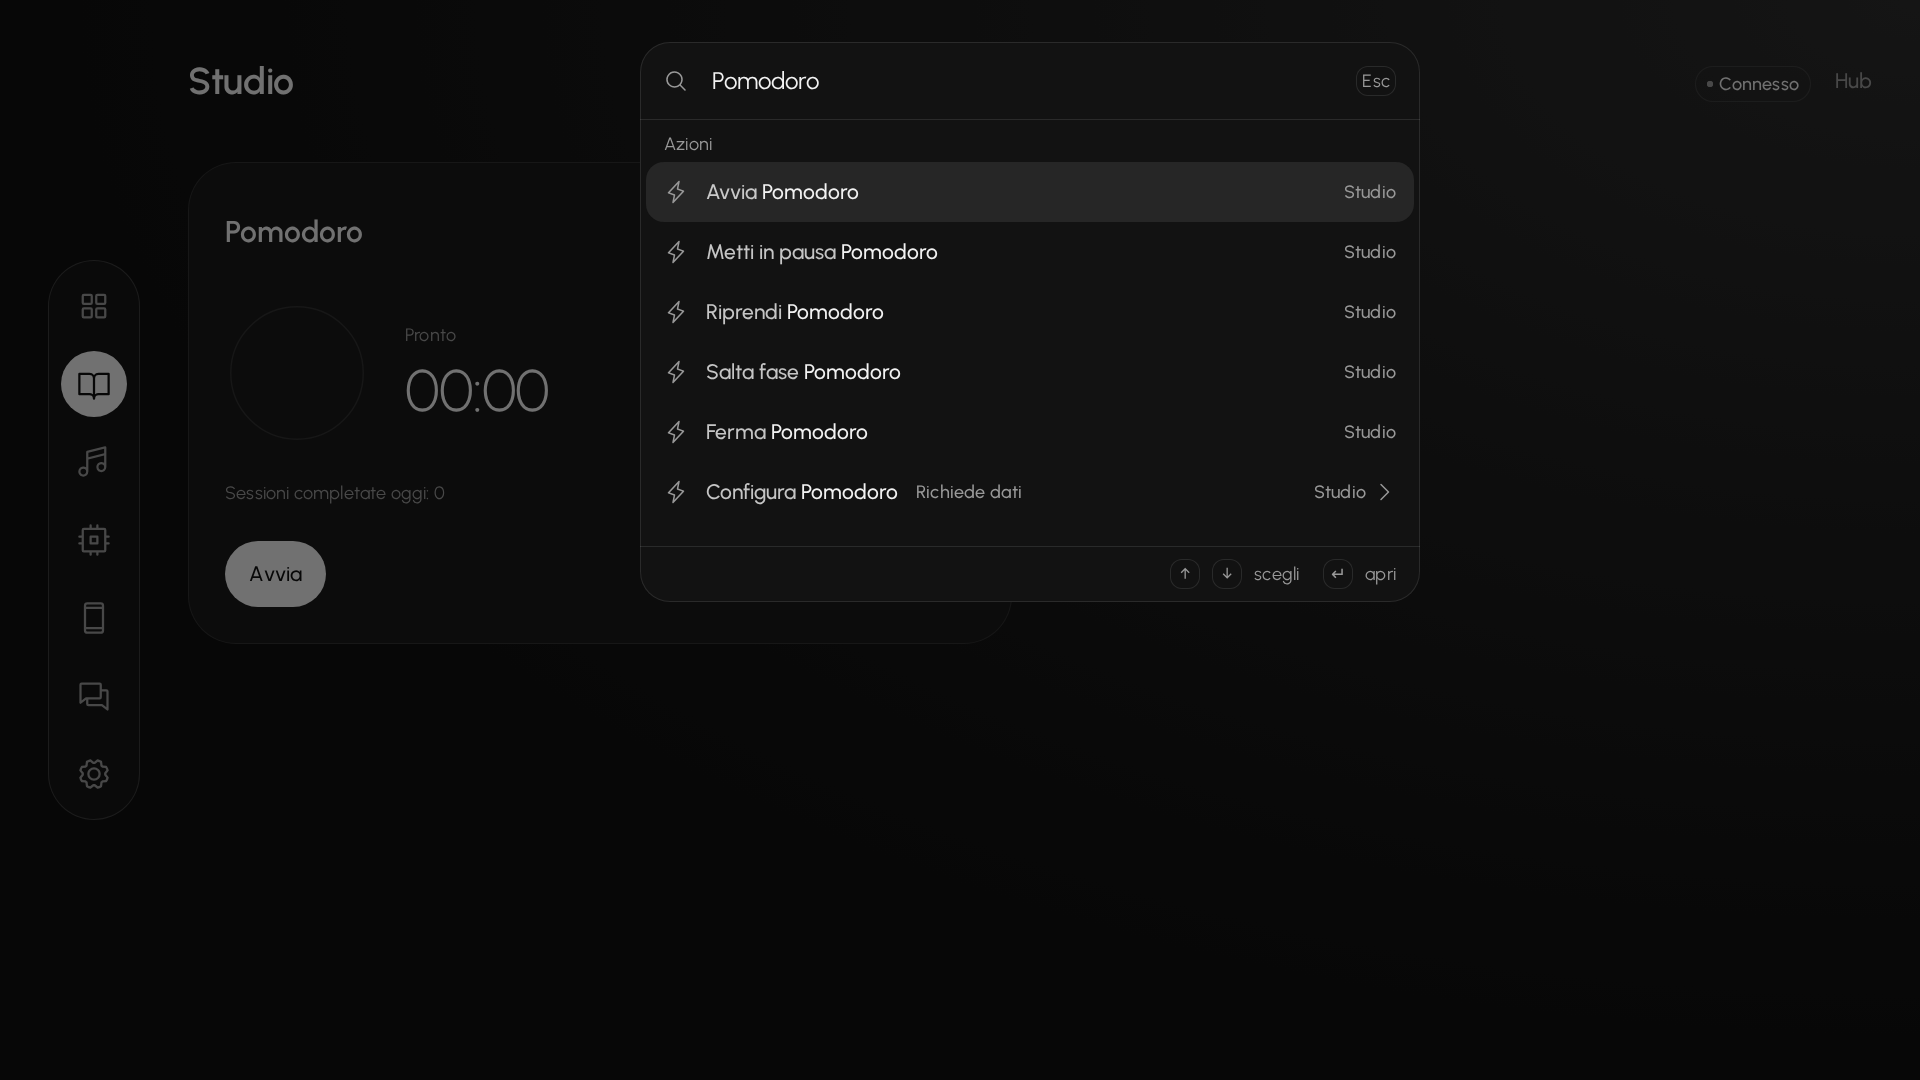 Studio
Pomodoro
Esc
Connesso
Hub
Azioni
Avvia Pomodoro Studio
Metti in pausa Pomodoro Studio
Riprendi Pomodoro Studio
Salta fase Pomodoro Studio
Ferma Pomodoro Studio
Configura Pomodoro Richiede dati Studio
scegli apri
Pomodoro
Pronto
00:00
Sessioni completate oggi: 0
Avvia